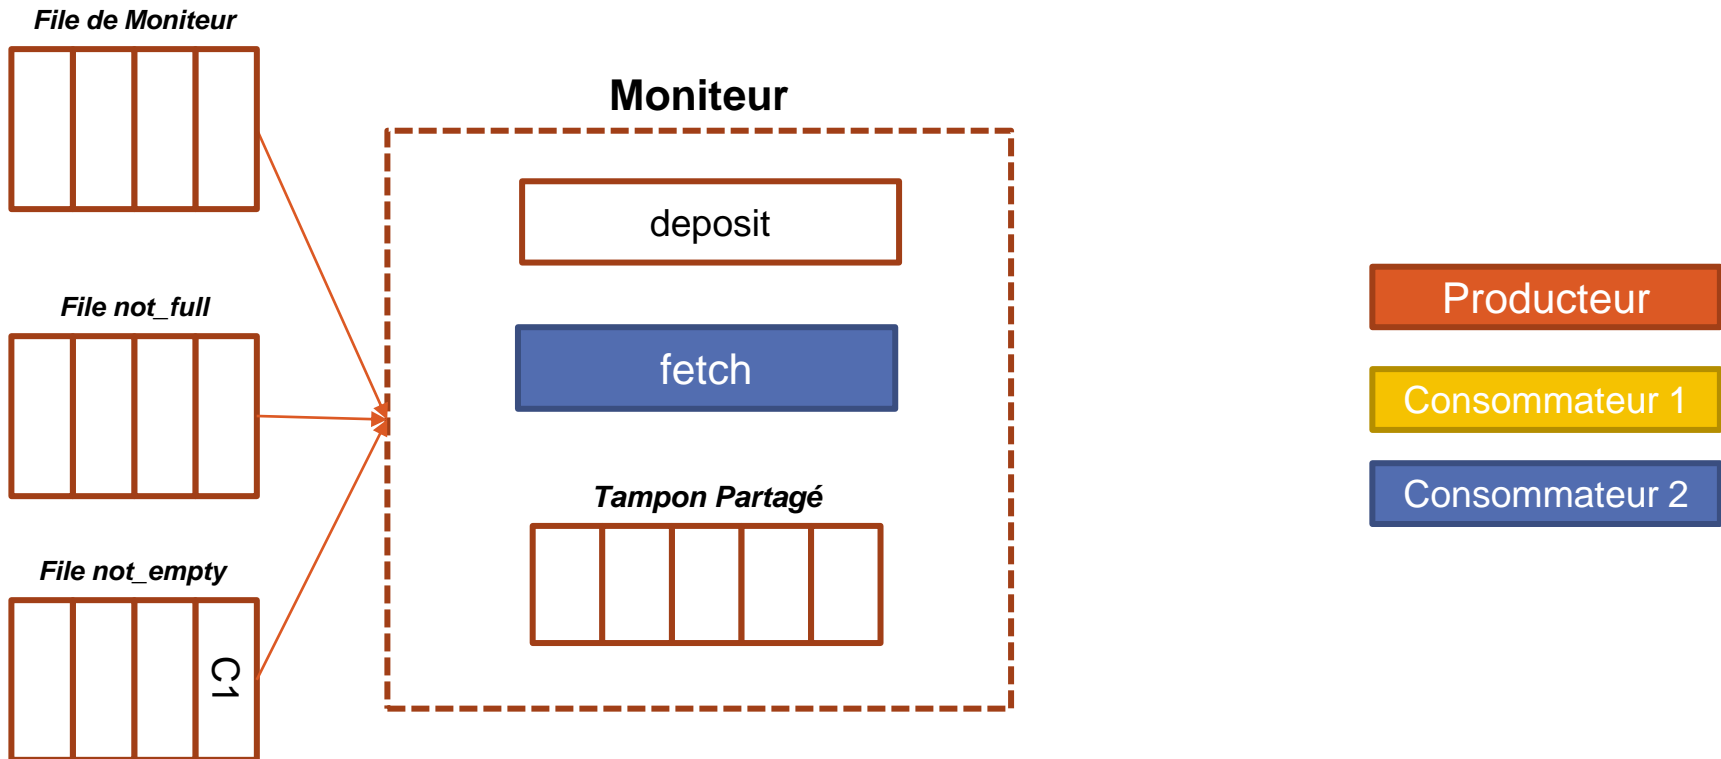 File de Moniteur
Moniteur
deposit
File not_full
Producteur
fetch
Consommateur 1
Consommateur 2
Tampon Partagé
File not_empty
C1